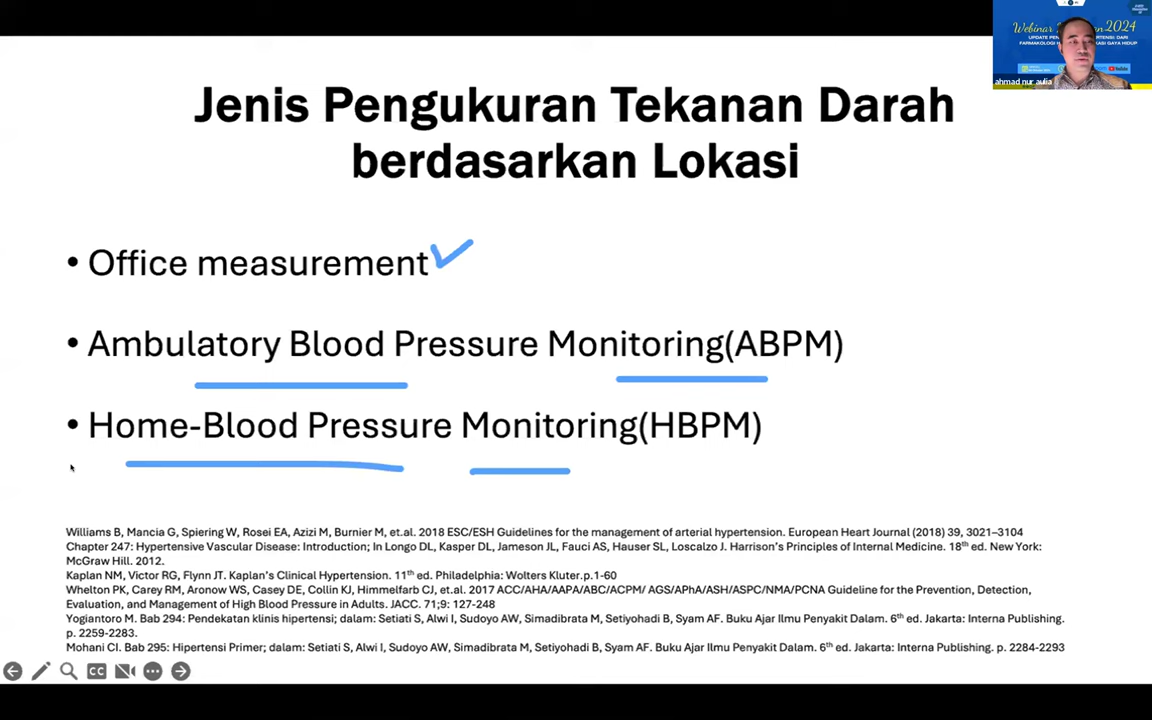 Webinar 2024
FARMAKOLOGI
GAYA HIDUP
ahmad nur aulia
Jenis Pengukuran Tekanan Darah
berdasarkan Lokasi
• Office measurement
• Ambulatory Blood Pressure Monitoring(ABPM)
• Home-Blood Pressure Monitoring(HBPM)
Williams B, Mancia G, Spiering W, Rosei EA, Azizi M, Burnier M, et.al. 2018 ESC/ESH Guidelines for the management of arterial hypertension. European Heart Journal (2018) 39, 3021–3104
Chapter 247: Hypertensive Vascular Disease: Introduction; In Longo DL, Kasper DL, Jameson JL, Fauci AS, Hauser SL, Loscalzo J. Harrison's Principles of Internal Medicine. 18th ed. New York:
McGraw Hill. 2012.
Kaplan NM, Victor RG, Flynn JT. Kaplan's Clinical Hypertension. 11th ed. Philadelphia: Wolters Kluter.p.1-60
Whelton PK, Carey RM, Aronow WS, Casey DE, Collin KJ, Himmelfarb CJ, et.al. 2017 ACC/AHA/AAPA/ABC/ACPM/ AGS/APhA/ASH/ASPC/NMA/PCNA Guideline for the Prevention, Detection,
Evaluation, and Management of High Blood Pressure in Adults. JACC. 71;9: 127-248
Yogiantoro M. Bab 294: Pendekatan klinis hipertensi; dalam: Setiati S, Alwi I, Sudoyo AW, Simadibrata M, Setiyohadi B, Syam AF. Buku Ajar Ilmu Penyakit Dalam. 6th ed. Jakarta: Interna Publishing.
p. 2259-2283.
Mohani CI. Bab 295: Hipertensi Primer; dalam: Setiati S, Alwi I, Sudoyo AW, Simadibrata M, Setiyohadi B, Syam AF. Buku Ajar Ilmu Penyakit Dalam. 6th ed. Jakarta: Interna Publishing. p. 2284-2293
CC